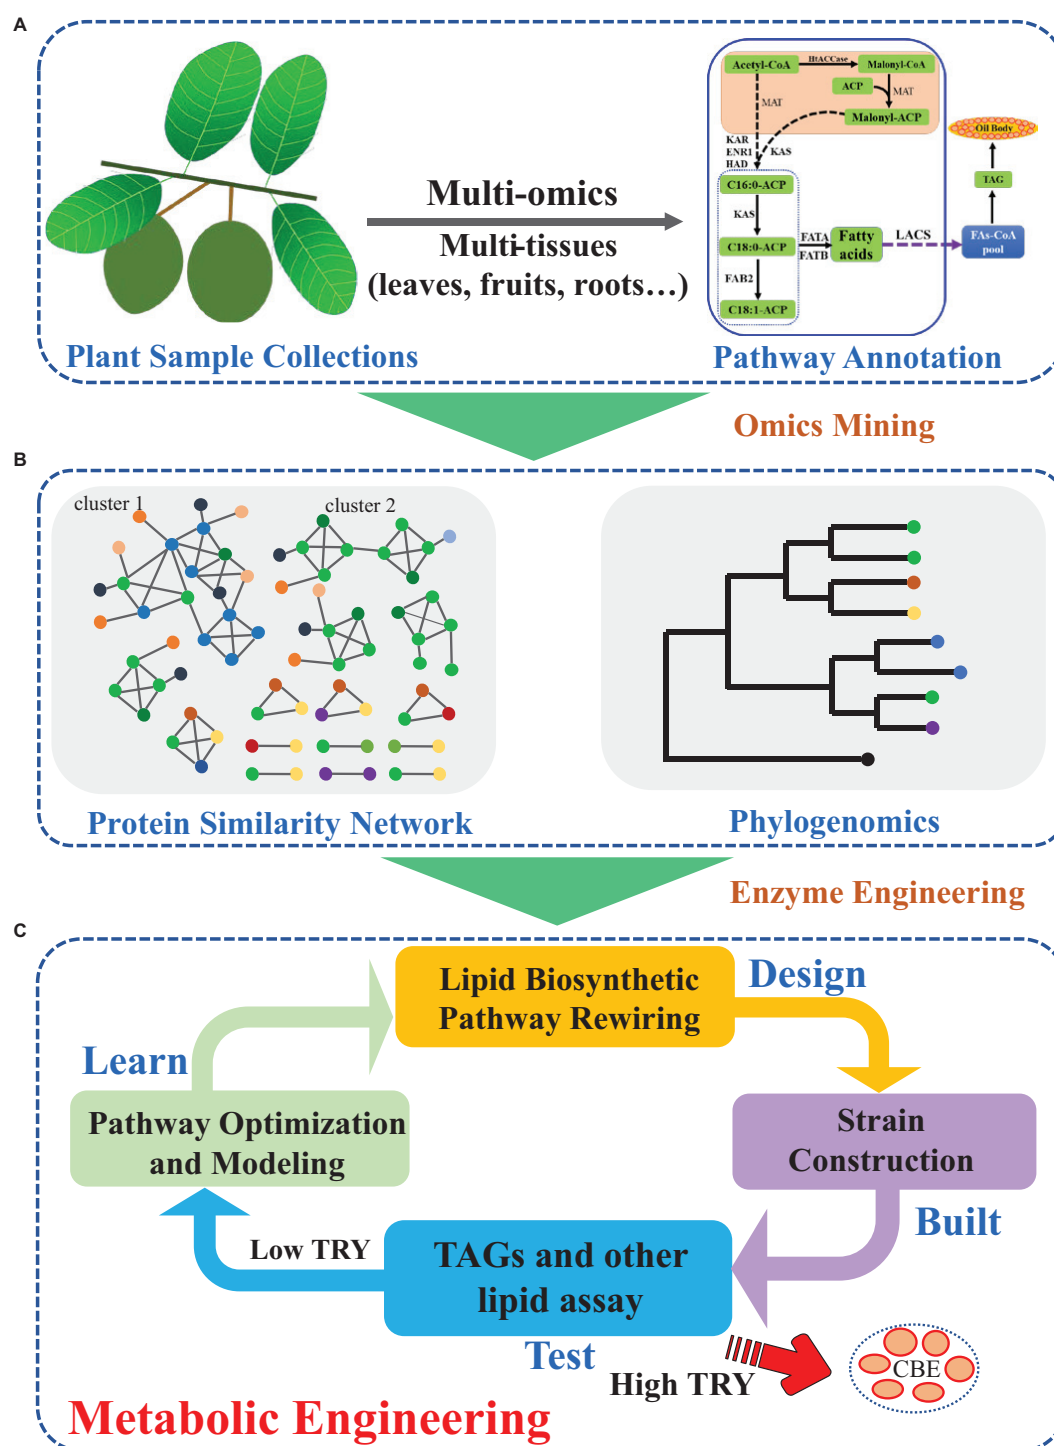 A
Multi-omics
Multi-tissues
(leaves, fruits, roots...)
Plant Sample Collections
Acetyl-CoA
HtACCase
Malonyl-CoA
ACP
MAT
MAT
Malonyl-ACP
KAR
ENR1
HAD
KAS
C16:0-ACP
KAS
C18:0-ACP
FATA
FATB
Fatty
acids
LACS
FAs-CoA
pool
TAG
Oil Body
FAB2
C18:1-ACP
Pathway Annotation
Omics Mining
B
cluster 1
cluster 2
Protein Similarity Network
Phylogenomics
Enzyme Engineering
C
Lipid Biosynthetic
Pathway Rewiring
Design
Learn
Pathway Optimization
and Modeling
Strain
Construction
Built
Low TRY
TAGs and other
lipid assay
Test
High TRY
CBE
Metabolic Engineering